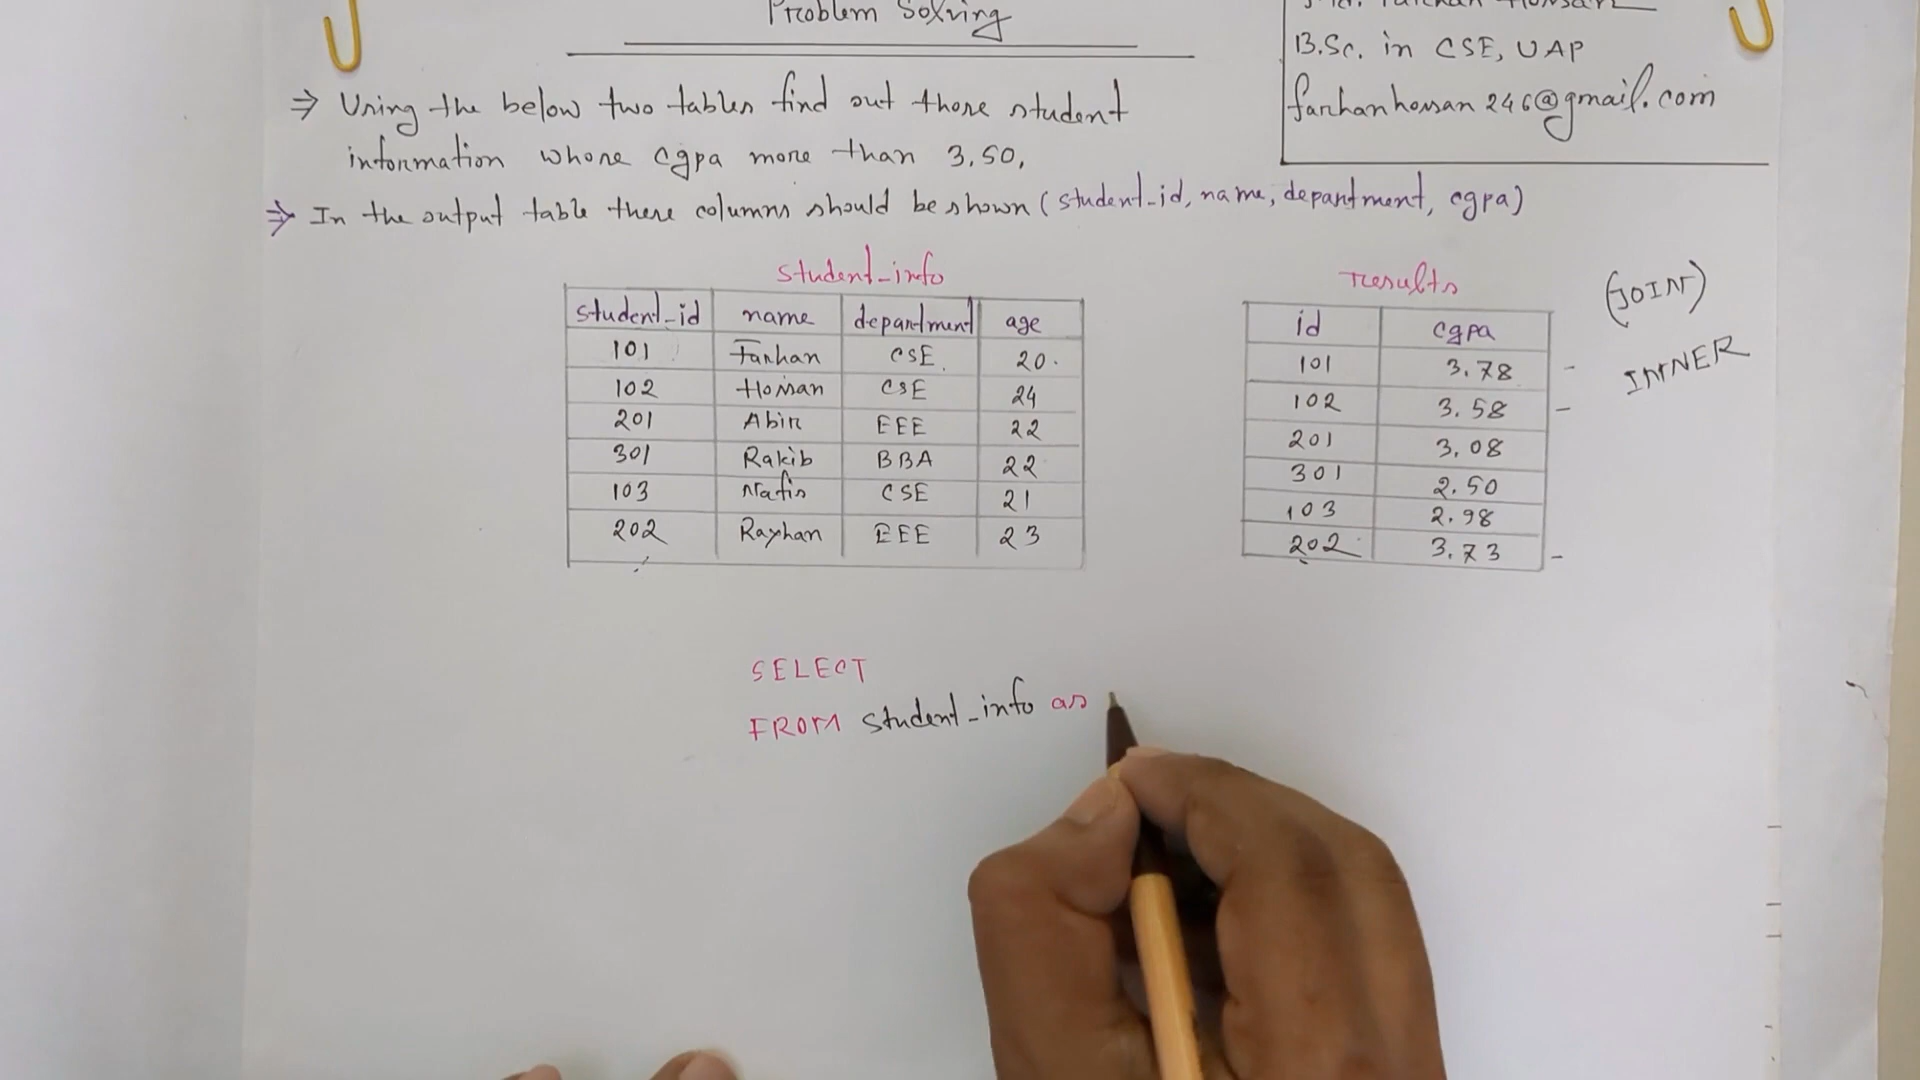 Problem Solving
B.Sc. in CSE, UAP
farhanhossan246@gmail.com
⇒ Using the below two tables find out those student
information whose cgpa more than 3.50,
⇒ In the output table these columns should be shown (student_id, name, department, cgpa)
student_info
student_id name department age
101 Farhan CSE 20
102 Hossan CSE 24
201 Abir EEE 22
301 Rakib BBA 22
103 Nafis CSE 21
202 Rayhan EEE 23
results
id cgpa
101 3.78
102 3.58
201 3.08
301 2.50
103 2.98
202 3.73
(JOIN)
INNER
SELECT
FROM student_info as